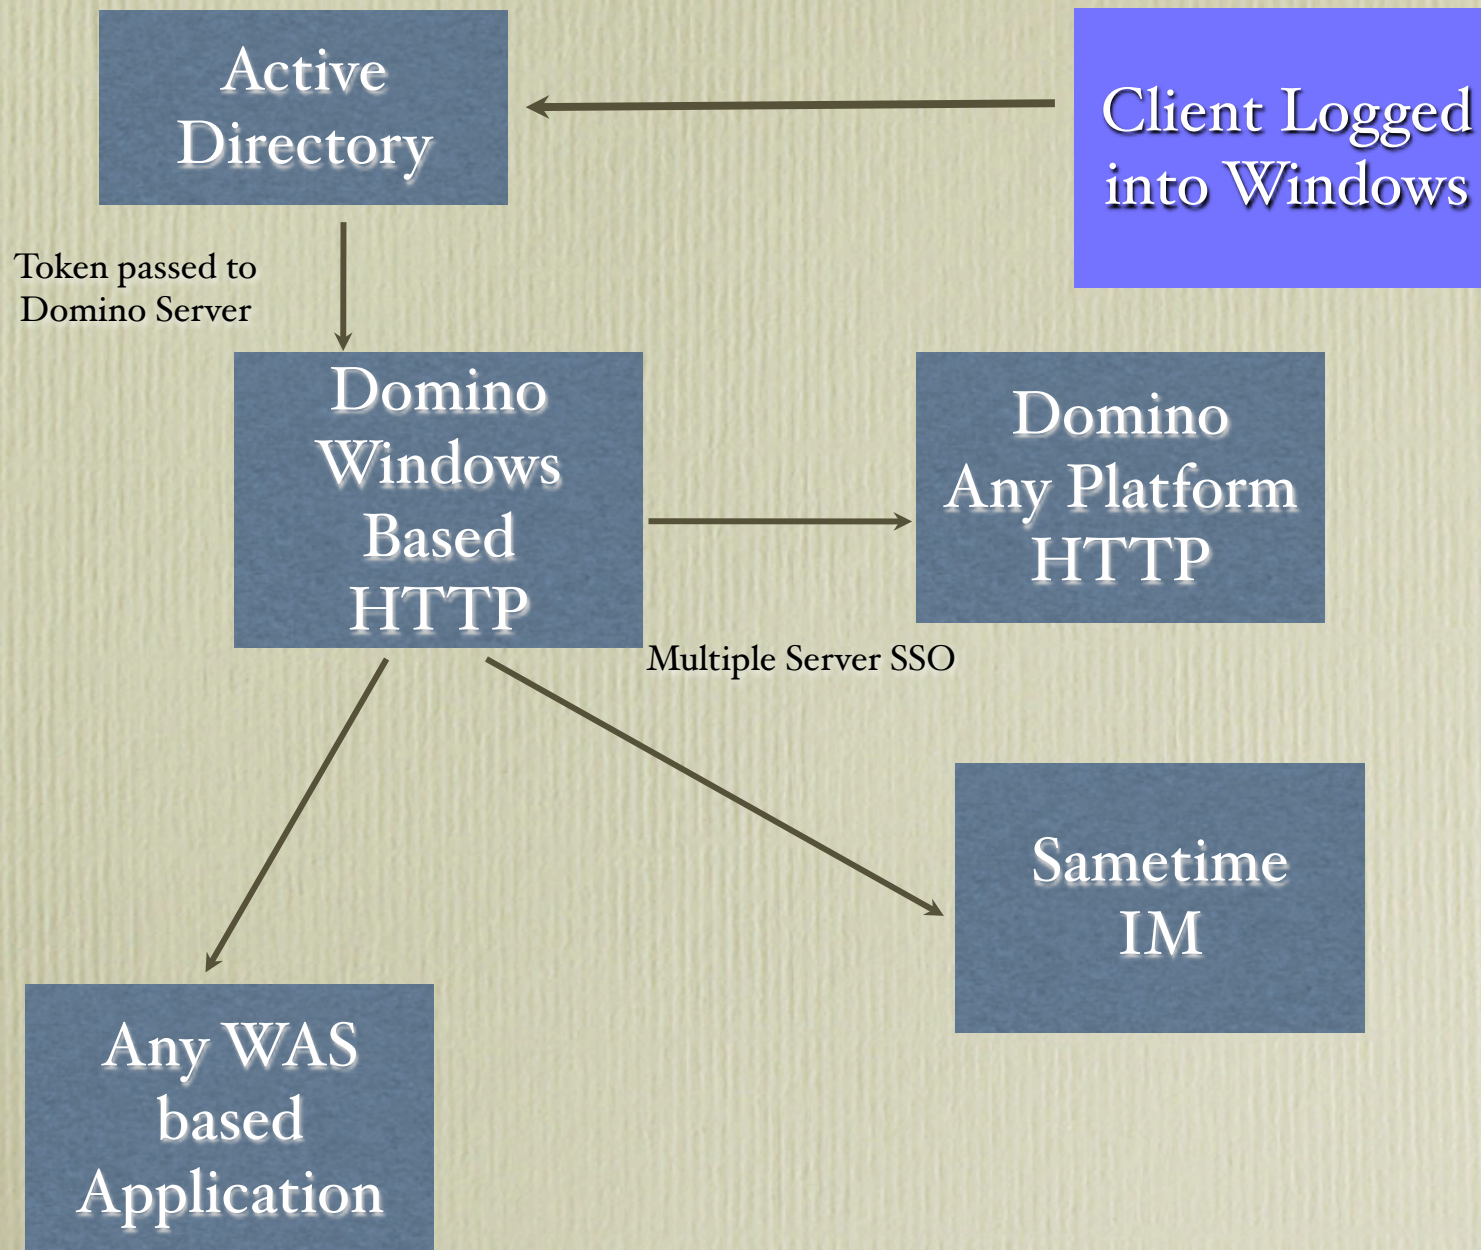 Active
Directory
Client Logged
into Windows
Token passed to
Domino Server
Domino
Windows
Based
HTTP
Domino
Any Platform
HTTP
Multiple Server SSO
Sametime
IM
Any WAS
based
Application